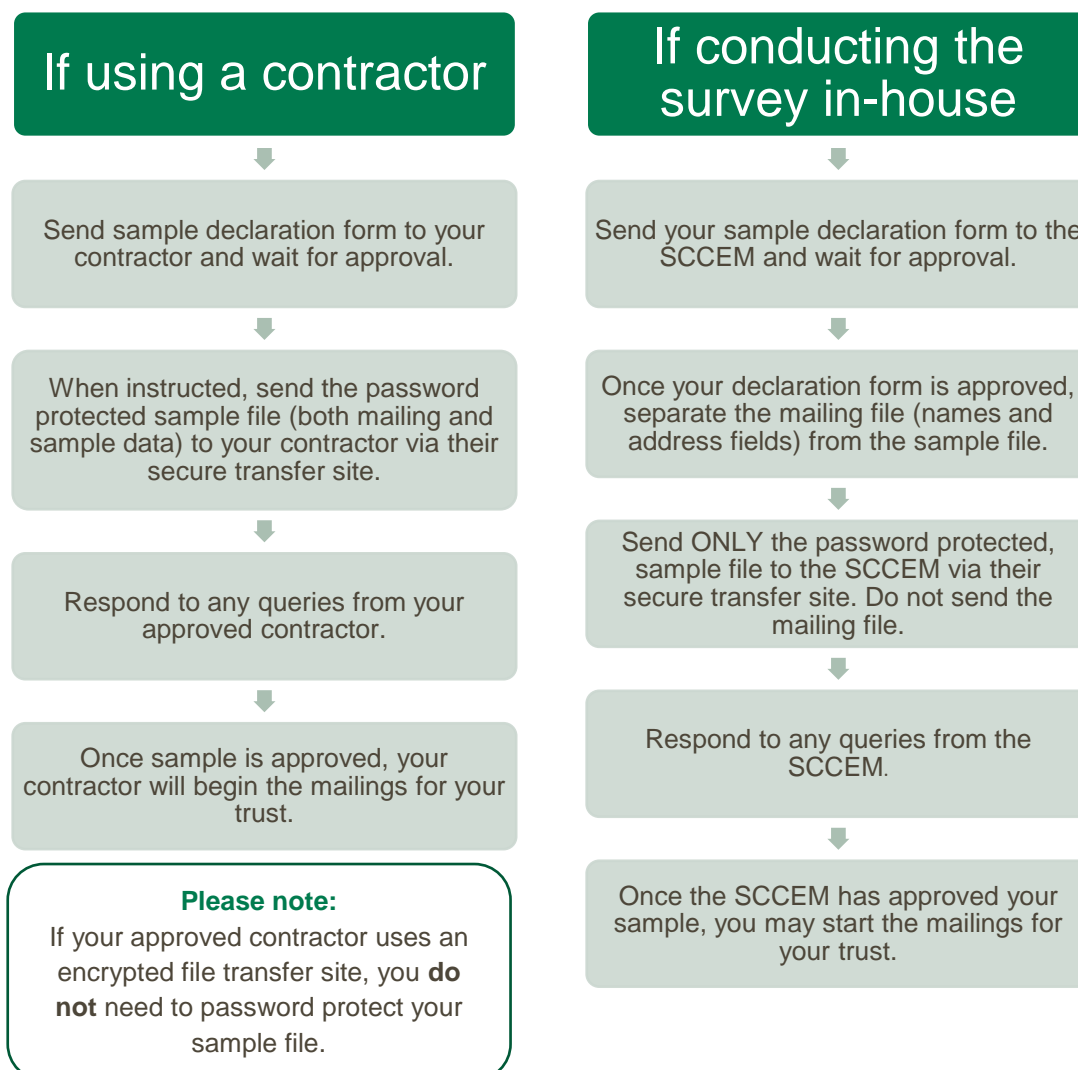 If using a contractor
Send sample declaration form to your
contractor and wait for approval.
When instructed, send the password
protected sample file (both mailing and
sample data) to your contractor via their
secure transfer site.
Respond to any queries from your
approved contractor.
Once sample is approved, your
contractor will begin the mailings for your
trust.
Please note:
If your approved contractor uses an
encrypted file transfer site, you do
not need to password protect your
sample file.
If conducting the
survey in-house
Send your sample declaration form to the
SCCEM and wait for approval.
Once your declaration form is approved,
separate the mailing file (names and
address fields) from the sample file.
Send ONLY the password protected,
sample file to the SCCEM via their
secure transfer site. Do not send the
mailing file.
Respond to any queries from the
SCCEM.
Once the SCCEM has approved your
sample, you may start the mailings for
your trust.